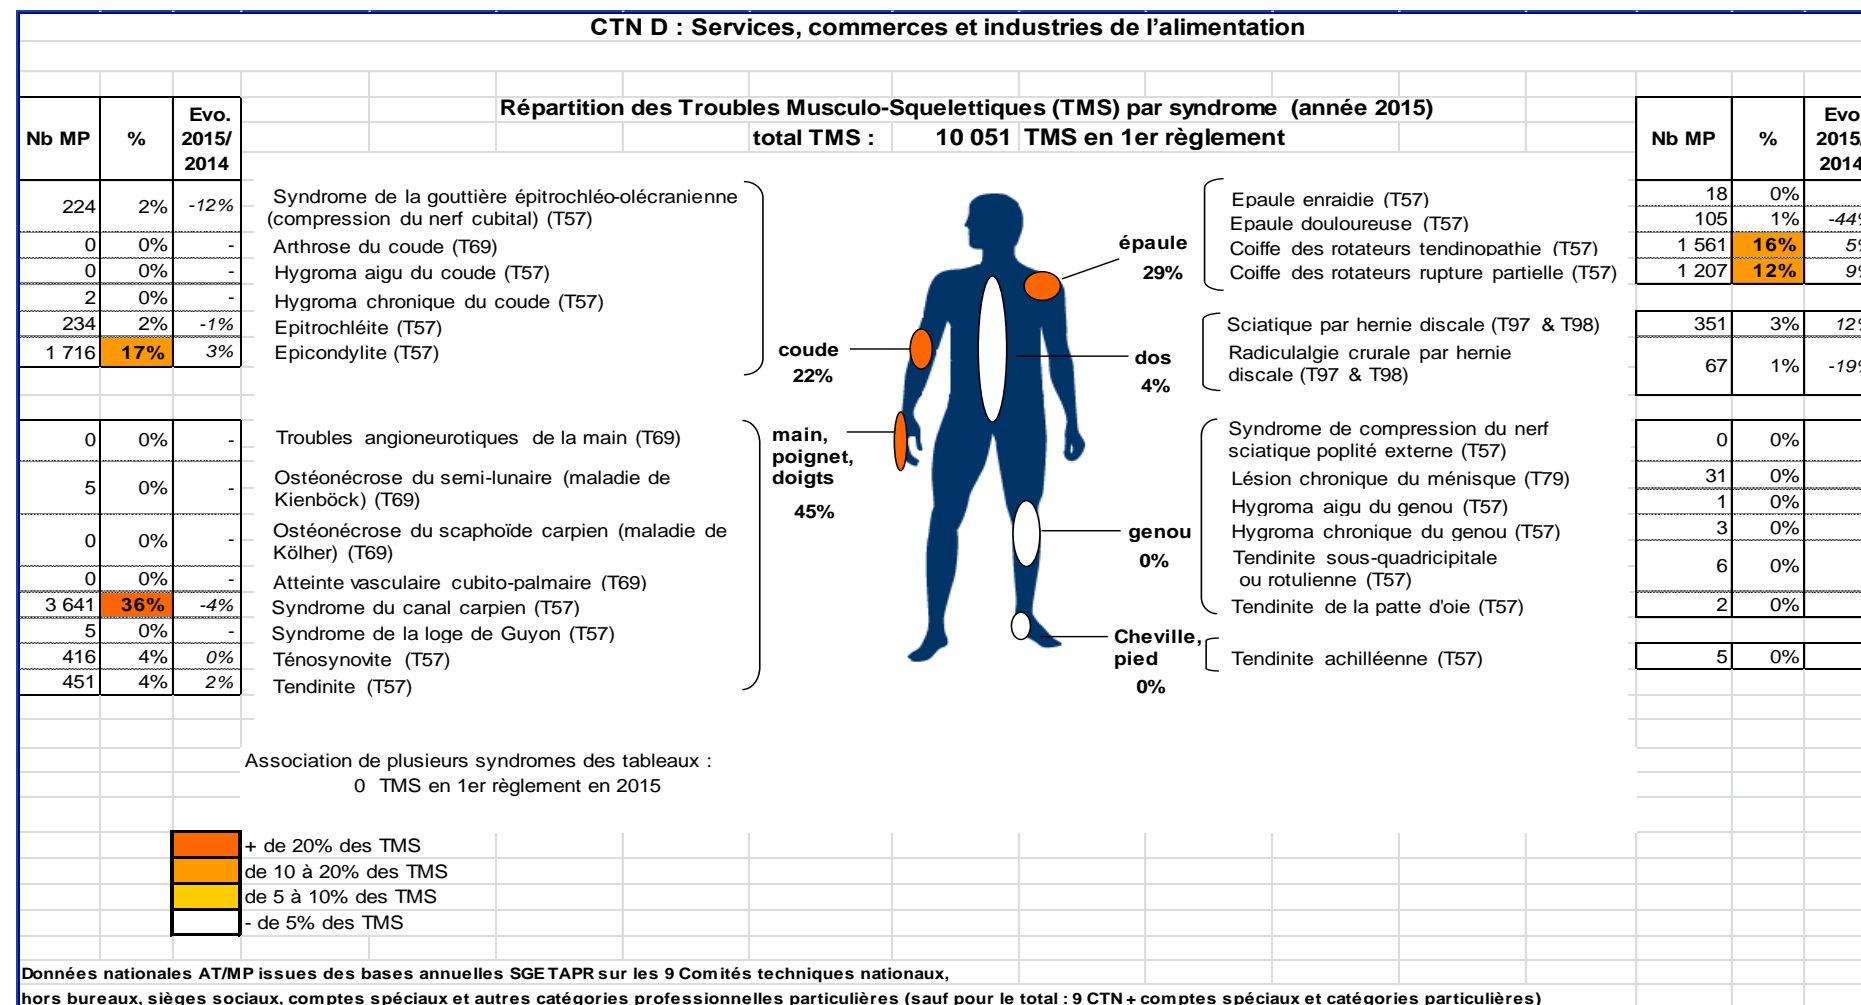 CTN D : Services, commerces et industries de l'alimentation
Répartition des Troubles Musculo-Squelettiques (TMS) par syndrome (année 2015)
total TMS : 10 051 TMS en 1er règlement
Nb MP % Evo. 2015/ 2014
224 2% -12% Syndrome de la gouttière épitrochléo-olécranienne
(compression du nerf cubital) (T57)
0 0% - Arthrose du coude (T69)
0 0% - Hygroma aigu du coude (T57)
2 0% - Hygroma chronique du coude (T57)
234 2% -1% Epitrochléite (T57)
1 716 17% 3% Epicondylite (T57)
coude
22%
0 0% - Troubles angioneurotiques de la main (T69)
5 0% - Ostéonécrose du semi-lunaire (maladie de
Kienböck) (T69)
0 0% - Ostéonécrose du scaphoïde carpien (maladie de
Kölher) (T69)
0 0% - Atteinte vasculaire cubito-palmaire (T69)
3 641 36% -4% Syndrome du canal carpien (T57)
5 0% - Syndrome de la loge de Guyon (T57)
416 4% 0% Ténosynovite (T57)
451 4% 2% Tendinite (T57)
main,
poignet,
doigts
45%
Nb MP % Evo 2015/ 2014
épaule
29%
Epaule enraidie (T57) 18 0%
Epaule douloureuse (T57) 105 1% -44%
Coiffe des rotateurs tendinopathie (T57) 1 561 16% 5%
Coiffe des rotateurs rupture partielle (T57) 1 207 12% 9%
dos
4%
Sciatique par hernie discale (T97 & T98) 351 3% 12%
Radiculalgie crurale par hernie
discale (T97 & T98) 67 1% -19%
genou
0%
Syndrome de compression du nerf
sciatique poplité externe (T57) 0 0%
Lésion chronique du ménisque (T79) 31 0%
Hygroma aigu du genou (T57) 1 0%
Hygroma chronique du genou (T57) 3 0%
Tendinite sous-quadricipitale
ou rotulienne (T57) 6 0%
Tendinite de la patte d'oie (T57) 2 0%
Cheville,
pied
0%
Tendinite achilléenne (T57) 5 0%
Association de plusieurs syndromes des tableaux :
0 TMS en 1er règlement en 2015
+ de 20% des TMS
de 10 à 20% des TMS
de 5 à 10% des TMS
- de 5% des TMS
Données nationales AT/MP issues des bases annuelles SGETAPR sur les 9 Comités techniques nationaux,
hors bureaux, sièges sociaux, comptes spéciaux et autres catégories professionnelles particulières (sauf pour le total : 9 CTN + comptes spéciaux et catégories particulières)